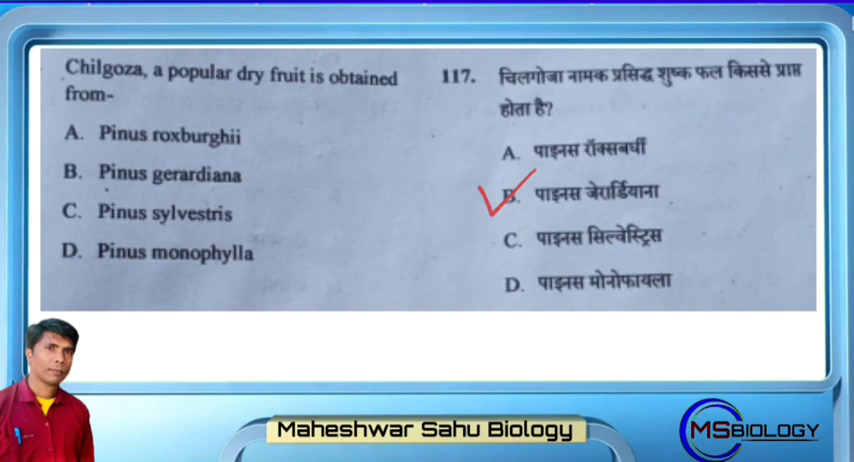 Chilgoza, a popular dry fruit is obtained
from-
A. Pinus roxburghii
B. Pinus gerardiana
C. Pinus sylvestris
D. Pinus monophylla
117. चिलगोबा नामक प्रसिद्ध शुष्क फल किससे प्राप्त
होता है?
A. पाइनस रॉक्सबर्घी
B. पाइनस जेरार्डियाना
C. पाइनस सिल्वेस्ट्रिस
D. पाइनस मोनोफायला
Maheshwar Sahu Biology
MSBIOLOGY